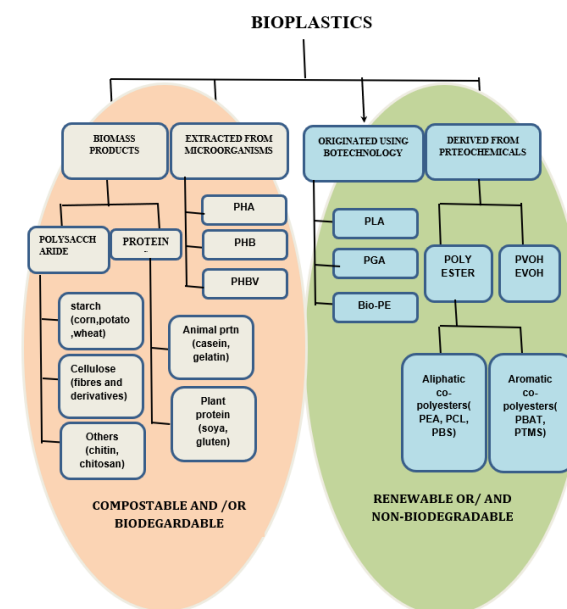 BIOPLASTICS
BIOMASS
PRODUCTS
EXTRACTED FROM
MICROORGANISMS
ORIGINATED USING
BOTECHNOLOGY
DERIVED FROM
PRTEOCHEMICALS
POLYSACCH
ARIDE
PROTEIN
-
PHA
PHB
PHBV
PLA
PGA
Bio-PE
POLY
ESTER
PVOH
EVOH
starch
(corn,potato
,wheat)
Cellulose
(fibres and
derivatives)
Others
(chitin,
chitosan)
Animal prtn
(casein,
gelatin)
Plant
protein
(soya,
gluten)
Aliphatic
co-
polyesters(
PEA, PCL,
PBS)
Aromatic
co-
polyesters(
PBAT,
PTMS)
COMPOSTABLE AND /OR
BIODEGARDABLE
RENEWABLE OR/ AND
NON-BIODEGRADABLE